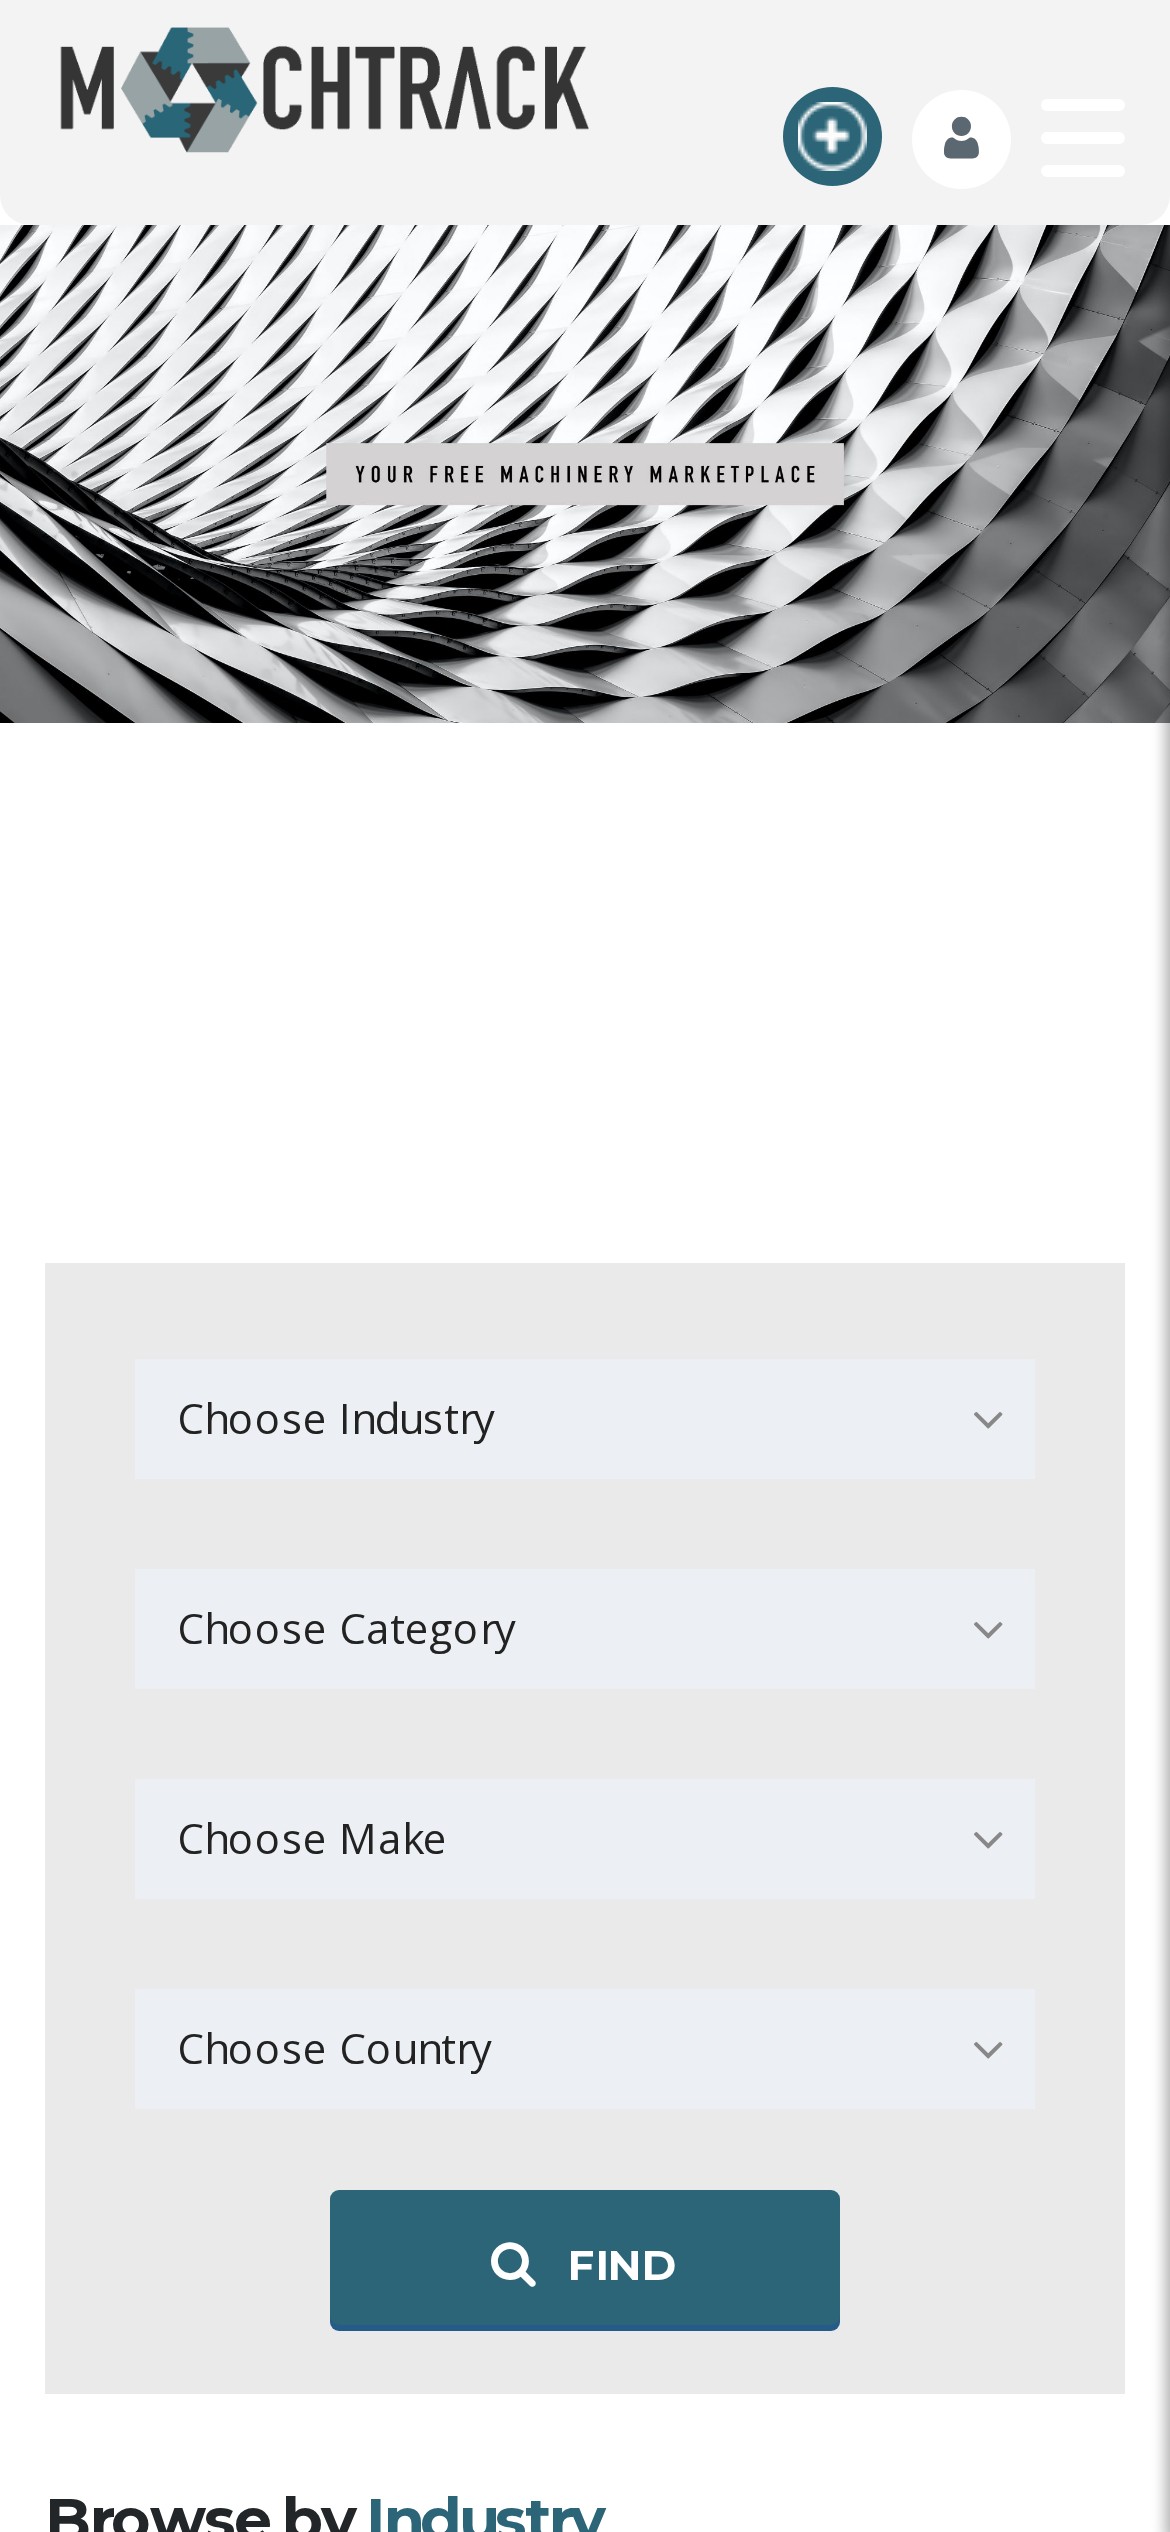 MACHTRACK
YOUR FREE MACHINERY MARKETPLACE
Choose Industry
Choose Category
Choose Make
Choose Country
FIND
Browse by Industry